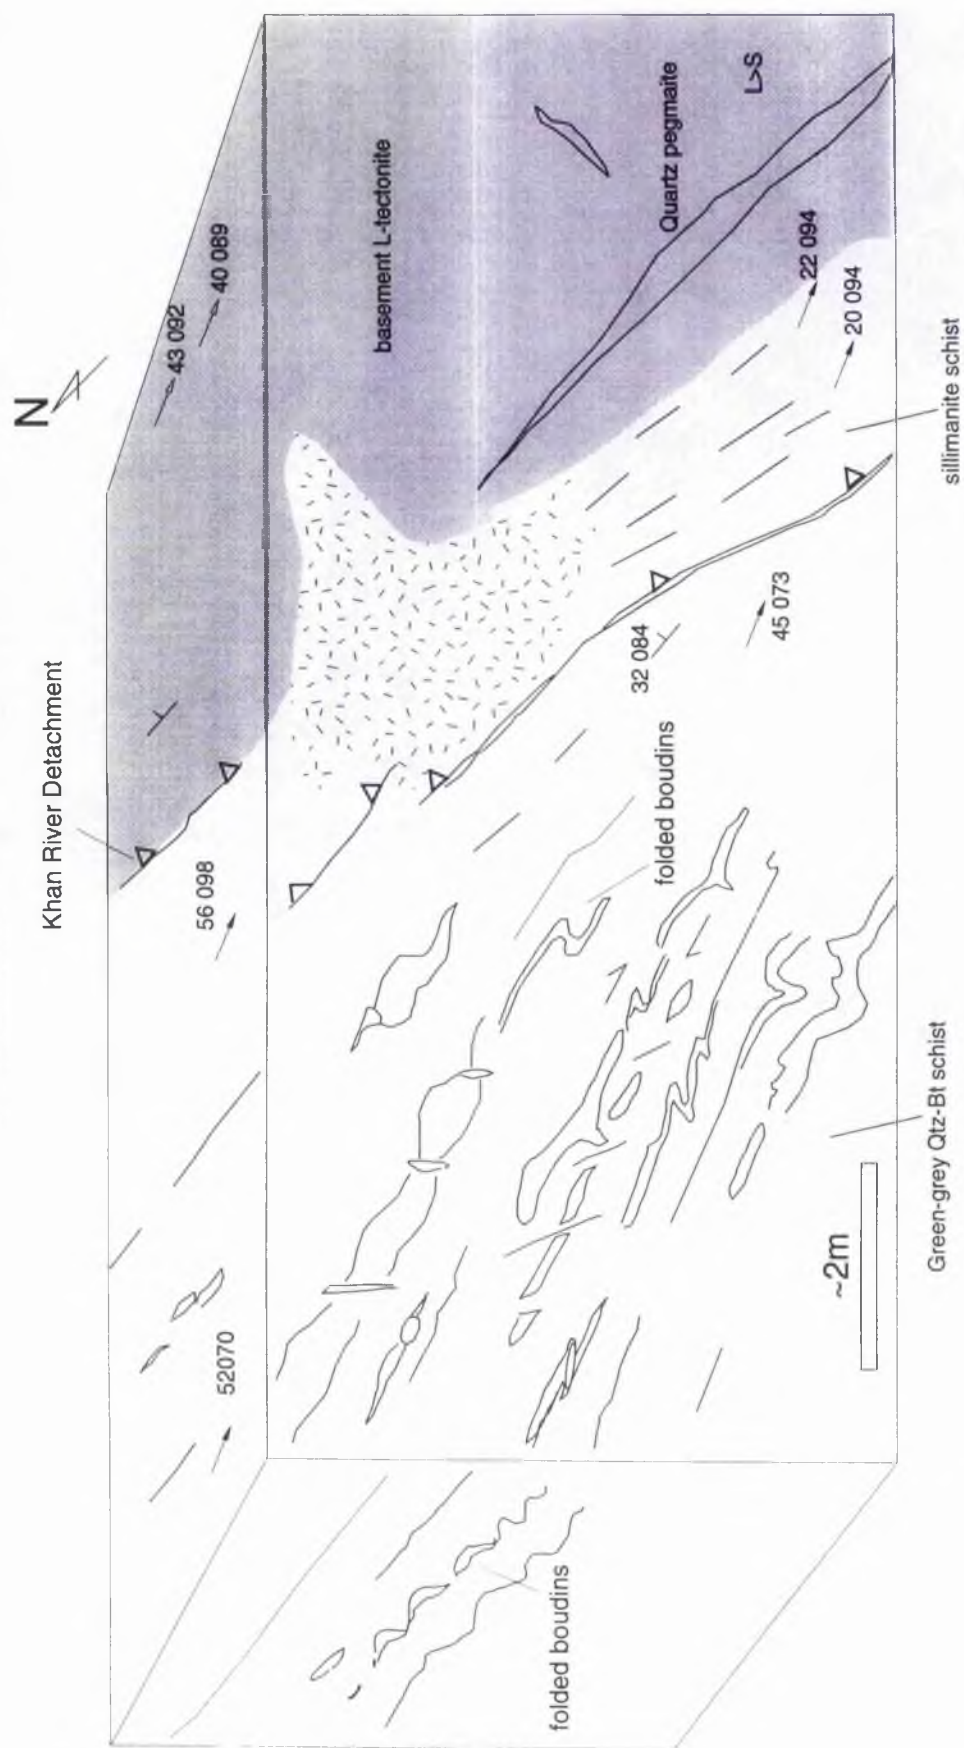 N
Khan River Detachment
43 092
40 089
56 098
52070
basement L-tectonite
Quartz pegmaite
L>S
22 094
20 094
sillimanite schist
32 084
45 073
folded boudins
Green-grey Qtz-Bt schist
~2m
folded boudins